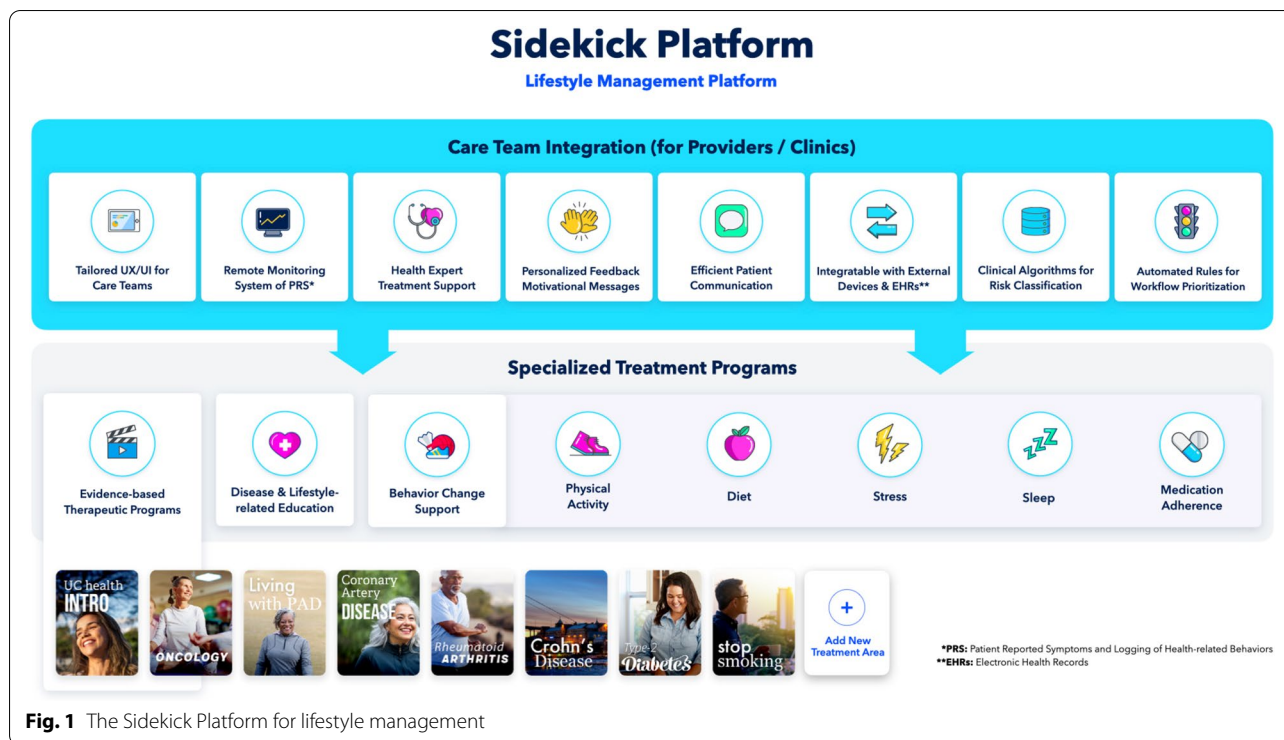 Sidekick Platform
Lifestyle Management Platform
Care Team Integration (for Providers / Clinics)
Tailored UX/UI for
Care Teams
Remote Monitoring
System of PRS*
Health Expert
Treatment Support
Personalized Feedback
Motivational Messages
Efficient Patient
Communication
Integratable with External
Devices & EHRs**
Clinical Algorithms for
Risk Classification
Automated Rules for
Workflow Prioritization
Specialized Treatment Programs
Evidence-based
Therapeutic Programs
Disease & Lifestyle-
related Education
Behavior Change
Support
Physical
Activity
Diet
Stress
Sleep
Medication
Adherence
UC health
INTRO
ONCOLOGY
Living
with PAD
Coronary
Artery
DISEASE
Rheumatoid
ARTHRITIS
Crohn's
Disease
Type-2
Diabetes
stop
smoking
Add New
Treatment Area
*PRS: Patient Reported Symptoms and Logging of Health-related Behaviors
**EHRs: Electronic Health Records
Fig. 1 The Sidekick Platform for lifestyle management